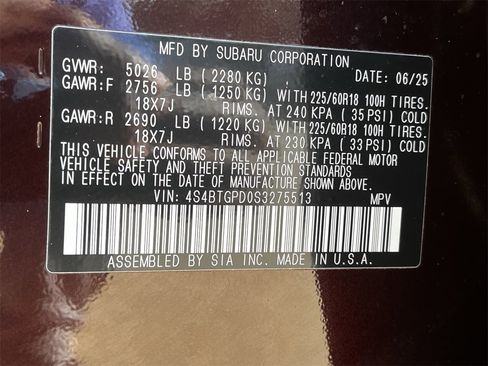 MFD BY SUBARU CORPORATION
GVWR: 5026 LB (2280 KG) DATE: 06/25
GAWR:F 2756 LB (1250 KG) WITH 225/60R18 100H TIRES.
18X7J RIMS. AT 240 KPA (35 PSI) COLD
GAWR:R 2690 LB (1220 KG) WITH 225/60R18 100H TIRES.
18X7J RIMS. AT 230 KPA (33 PSI) COLD
THIS VEHICLE CONFORMS TO ALL APPLICABLE FEDERAL MOTOR
VEHICLE SAFETY AND THEFT PREVENTION STANDARDS
IN EFFECT ON THE DATE OF MANUFACTURE SHOWN ABOVE.
VIN: 4S4BTGPD0S3275513 MPV
ASSEMBLED BY SIA INC. MADE IN U.S.A.